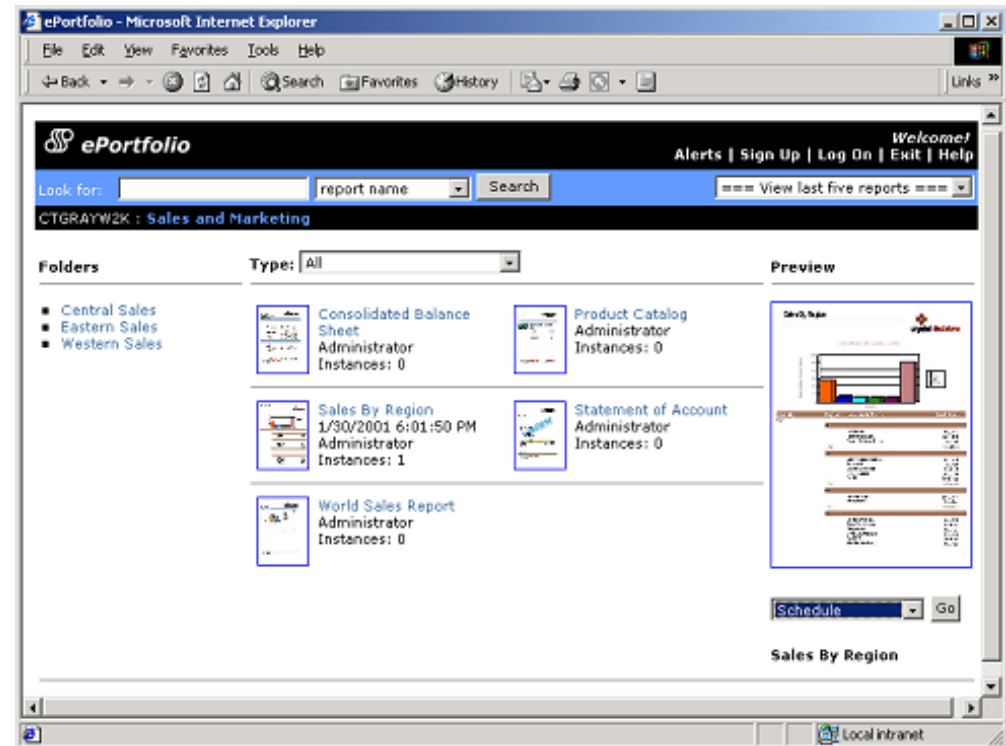 ePortfolio - Microsoft Internet Explorer
File Edit View Favorites Tools Help
Back Search Favorites History Links
ePortfolio
Welcome!
Alerts | Sign Up | Log On | Exit | Help
Look for: report name Search === View last five reports ===
CTGRAYW2K : Sales and Marketing
Folders
Central Sales
Eastern Sales
Western Sales
Type: All
Consolidated Balance
Sheet
Administrator
Instances: 0
Product Catalog
Administrator
Instances: 0
Sales By Region
1/30/2001 6:01:50 PM
Administrator
Instances: 1
Statement of Account
Administrator
Instances: 0
World Sales Report
Administrator
Instances: 0
Preview
Sales By Region
Schedule Go
Sales By Region
Local intranet